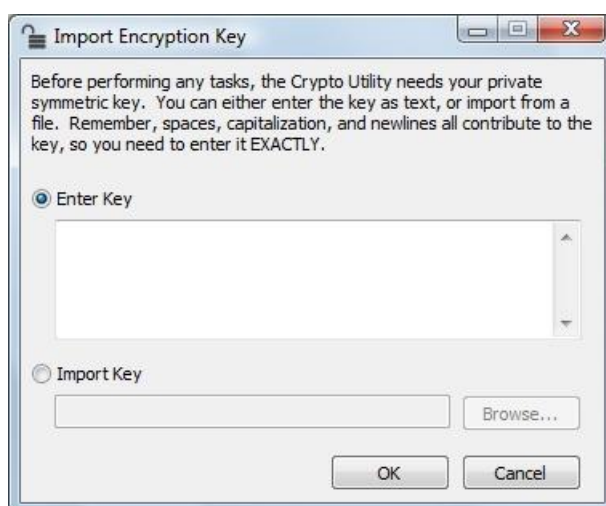 Import Encryption Key
Before performing any tasks, the Crypto Utility needs your private
symmetric key. You can either enter the key as text, or import from a
file. Remember, spaces, capitalization, and newlines all contribute to the
key, so you need to enter it EXACTLY.
Enter Key
Import Key
Browse...
OK
Cancel